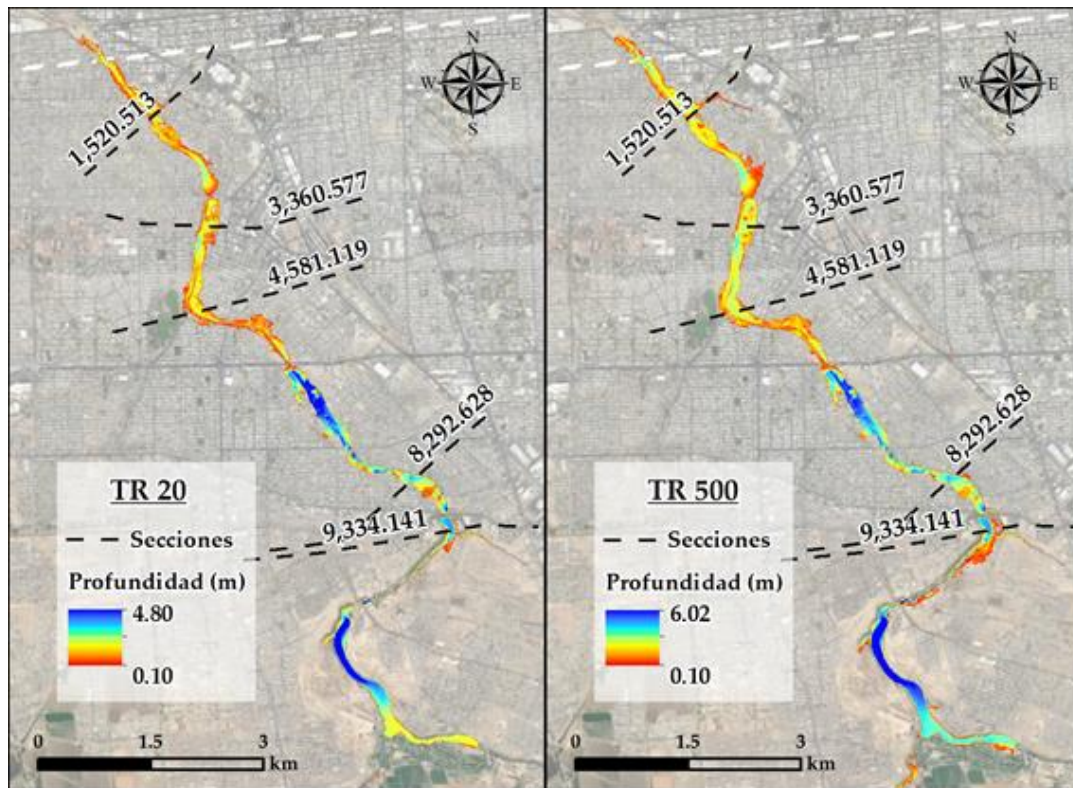 N
W E
S
1,520.513
3,360.577
4,581.119
8,292.628
9,334.141
TR 20
Secciones
Profundidad (m)
4.80
0.10
0 1.5 3
km
N
W E
S
1,520.513
3,360.577
4,581.119
8,292.628
9,334.141
TR 500
Secciones
Profundidad (m)
6.02
0.10
0 1.5 3
km